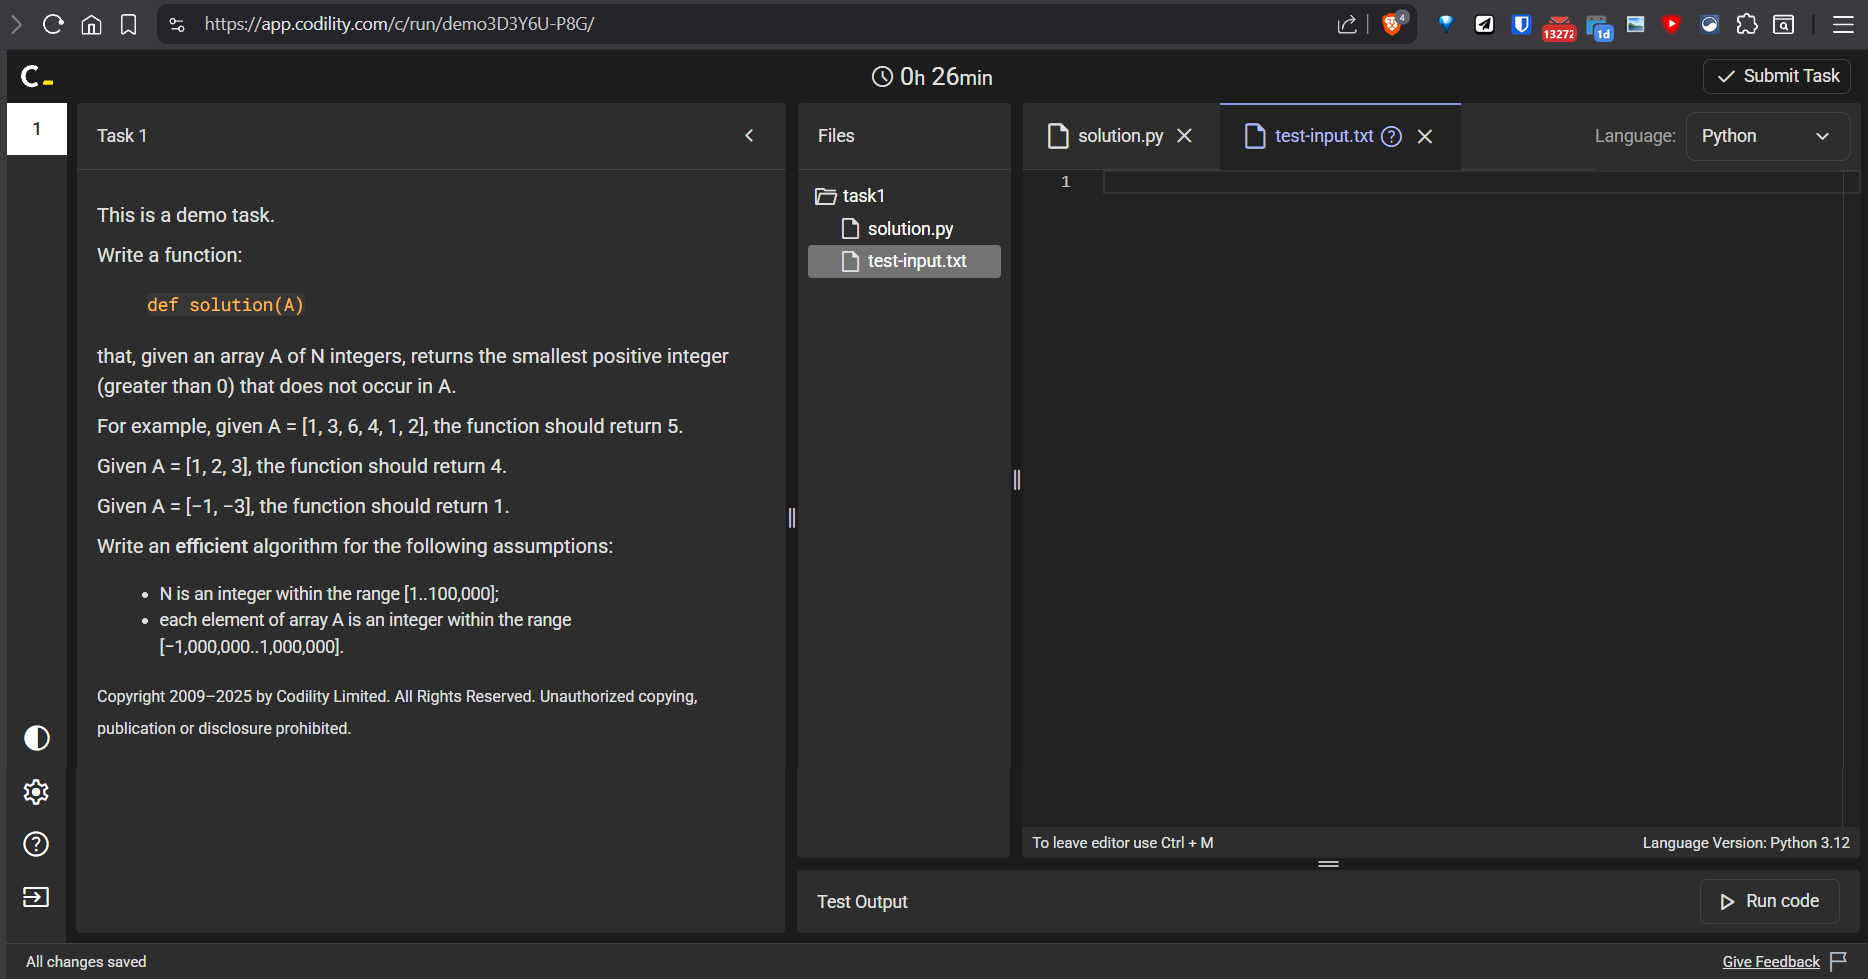 https://app.codility.com/c/run/demo3D3Y6U-P8G/
4
13272
1d
C_
0h 26min
Submit Task
1
Task 1
Files
solution.py
test-input.txt
Language:
Python
This is a demo task.
Write a function:
def solution(A)
that, given an array A of N integers, returns the smallest positive integer
(greater than 0) that does not occur in A.
For example, given A = [1, 3, 6, 4, 1, 2], the function should return 5.
Given A = [1, 2, 3], the function should return 4.
Given A = [−1, −3], the function should return 1.
Write an efficient algorithm for the following assumptions:
• N is an integer within the range [1..100,000];
• each element of array A is an integer within the range
[−1,000,000..1,000,000].
Copyright 2009–2025 by Codility Limited. All Rights Reserved. Unauthorized copying,
publication or disclosure prohibited.
task1
solution.py
test-input.txt
1
To leave editor use Ctrl + M
Language Version: Python 3.12
Test Output
Run code
All changes saved
Give Feedback